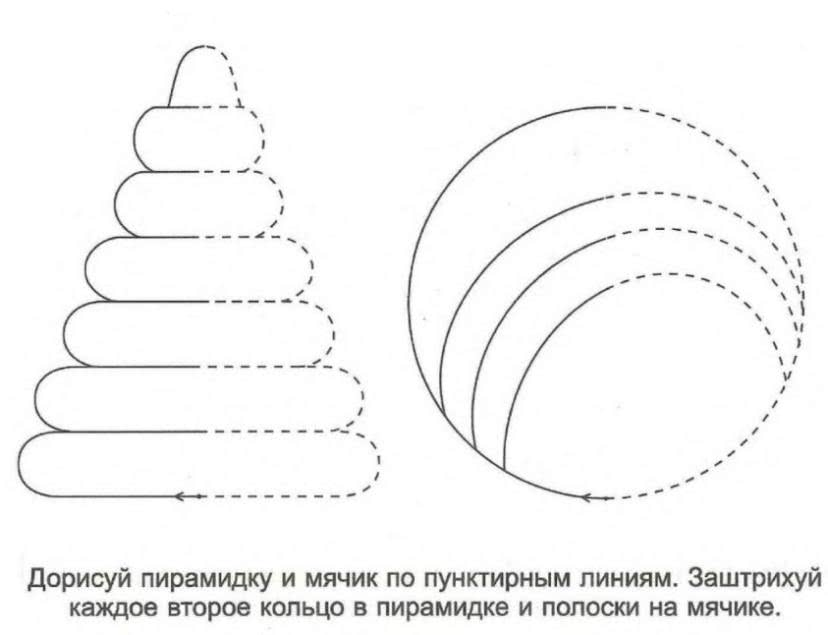 Дорисуй пирамидку и мячик по пунктирным линиям. Заштрихуй
каждое второе кольцо в пирамидке и полоски на мячике.